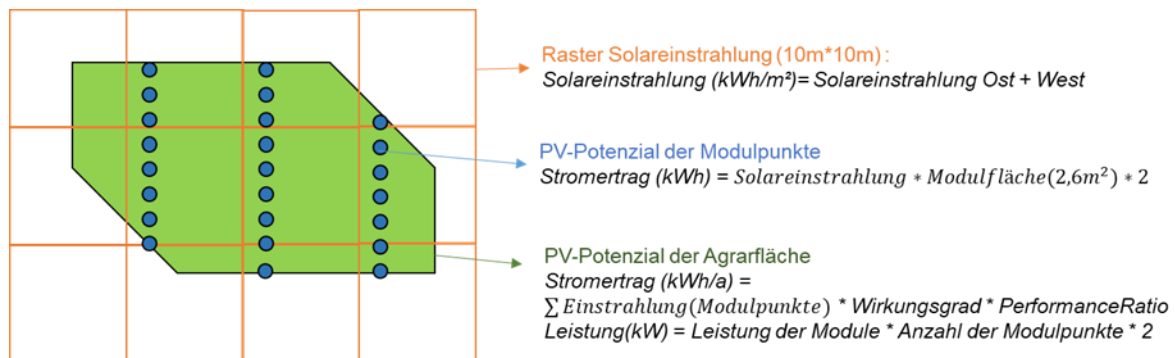 Raster Solareinstrahlung (10m*10m) :
Solareinstrahlung (kWh/m²)= Solareinstrahlung Ost + West
PV-Potenzial der Modulpunkte
Stromertrag (kWh) = Solareinstrahlung * Modulfläche(2,6m²) * 2
PV-Potenzial der Agrarfläche
Stromertrag (kWh/a) =
∑ Einstrahlung(Modulpunkte) * Wirkungsgrad * PerformanceRatio
Leistung(kW) = Leistung der Module * Anzahl der Modulpunkte * 2